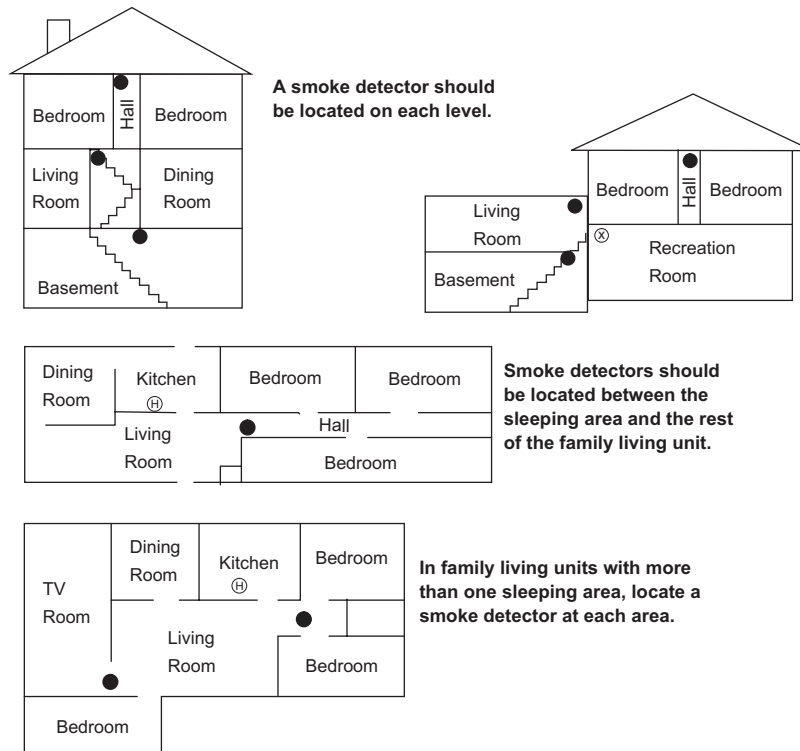 A smoke detector should
be located on each level.
Bedroom
Hall
Bedroom
Living
Room
Dining
Room
Basement
Bedroom
Hall
Bedroom
Living
Room
X
Recreation
Room
Basement
Dining
Room
Kitchen
H
Bedroom
Bedroom
Living
Room
Hall
Bedroom
Smoke detectors should
be located between the
sleeping area and the rest
of the family living unit.
TV
Room
Dining
Room
Kitchen
H
Bedroom
Living
Room
Bedroom
Bedroom
In family living units with more
than one sleeping area, locate a
smoke detector at each area.